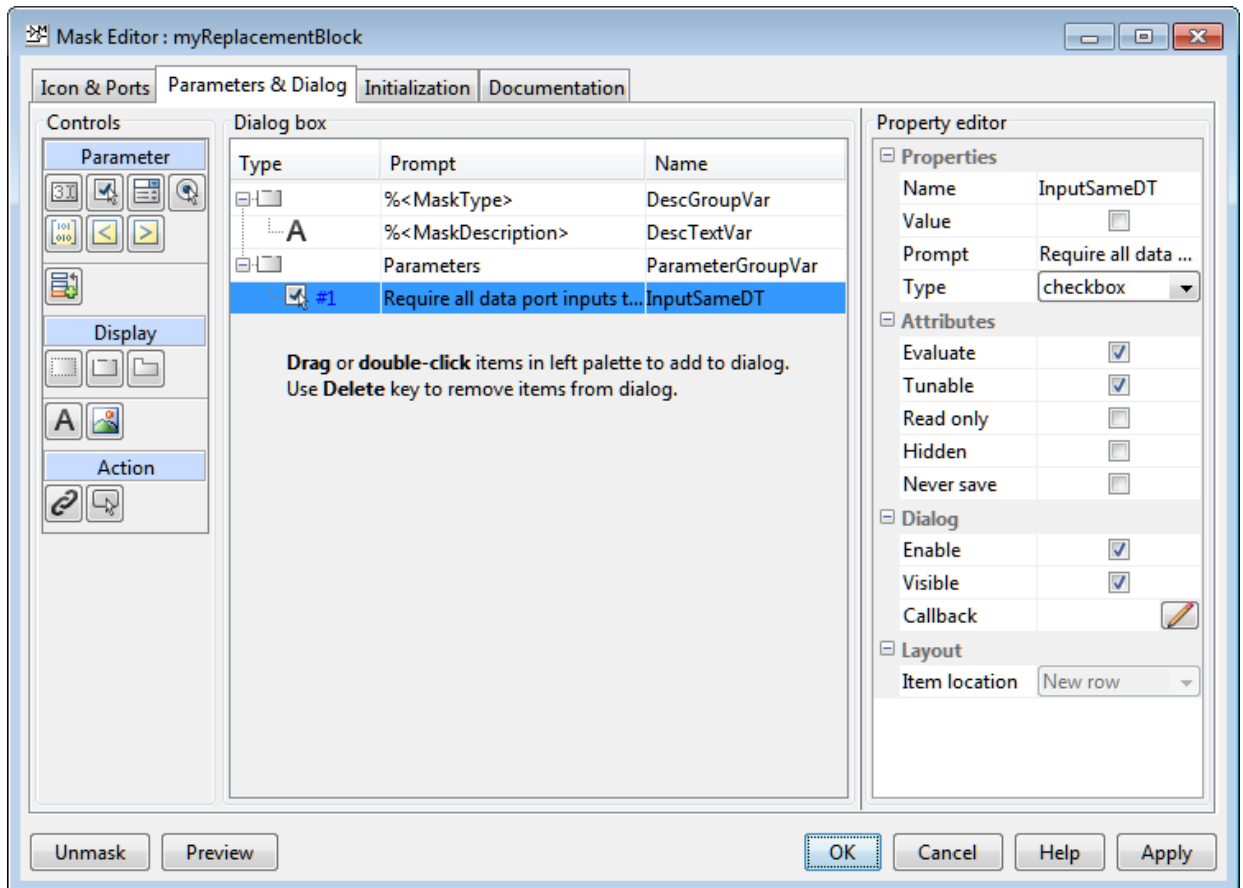 Mask Editor : myReplacementBlock
Icon & Ports Parameters & Dialog Initialization Documentation
Controls
Parameter
Display
A
Action
Dialog box
Type Prompt Name
%<MaskType> DescGroupVar
A %<MaskDescription> DescTextVar
Parameters ParameterGroupVar
#1 Require all data port inputs t... InputSameDT
Drag or double-click items in left palette to add to dialog.
Use Delete key to remove items from dialog.
Property editor
Properties
Name InputSameDT
Value
Prompt Require all data ...
Type checkbox
Attributes
Evaluate
Tunable
Read only
Hidden
Never save
Dialog
Enable
Visible
Callback
Layout
Item location New row
Unmask Preview OK Cancel Help Apply